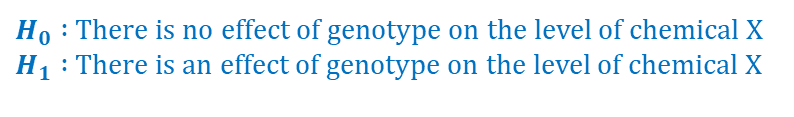 H₀ : There is no effect of genotype on the level of chemical X
H₁ : There is an effect of genotype on the level of chemical X